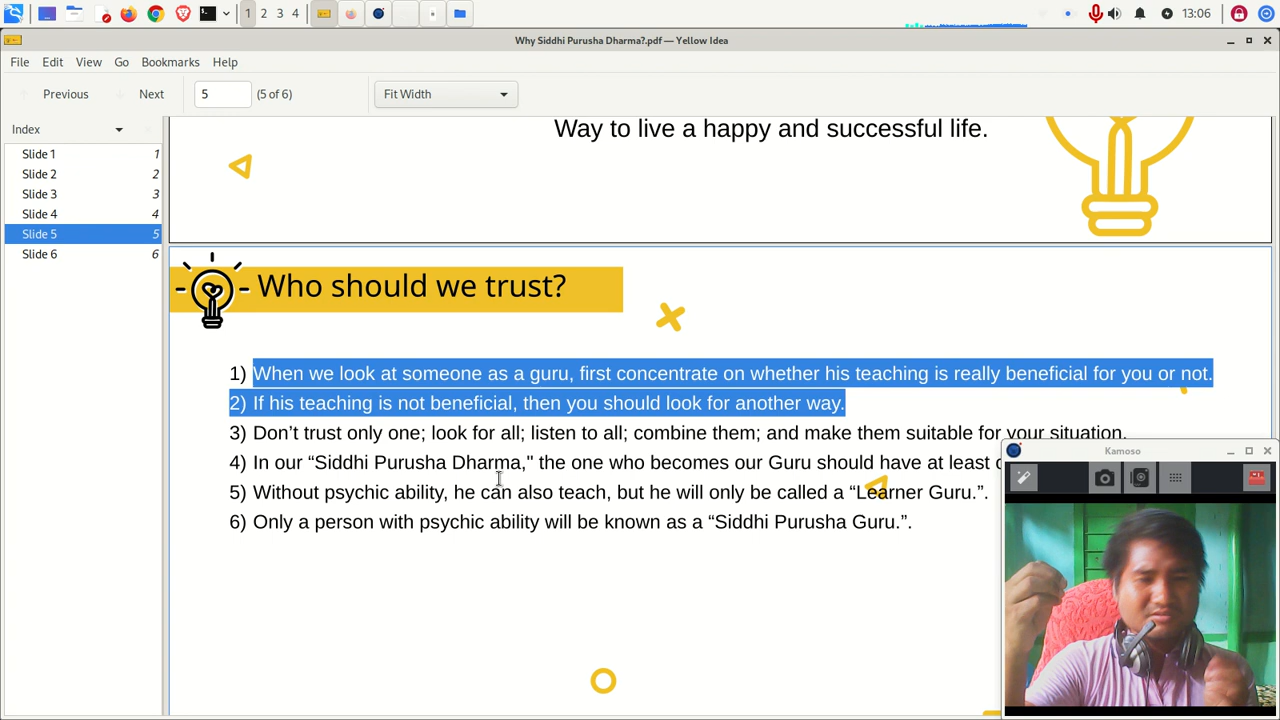 1 2 3 4
13:06
Why Siddhi Purusha Dharma?.pdf — Yellow Idea
File Edit View Go Bookmarks Help
Previous Next 5 (5 of 6) Fit Width
Index
Slide 1 1
Slide 2 2
Slide 3 3
Slide 4 4
Slide 5 5
Slide 6 6
Way to live a happy and successful life.
Who should we trust?
1) When we look at someone as a guru, first concentrate on whether his teaching is really beneficial for you or not.
2) If his teaching is not beneficial, then you should look for another way.
3) Don’t trust only one; look for all; listen to all; combine them; and make them suitable for your situation.
4) In our “Siddhi Purusha Dharma," the one who becomes our Guru should have at least
5) Without psychic ability, he can also teach, but he will only be called a “Learner Guru.”.
6) Only a person with psychic ability will be known as a “Siddhi Purusha Guru.”.
Kamoso